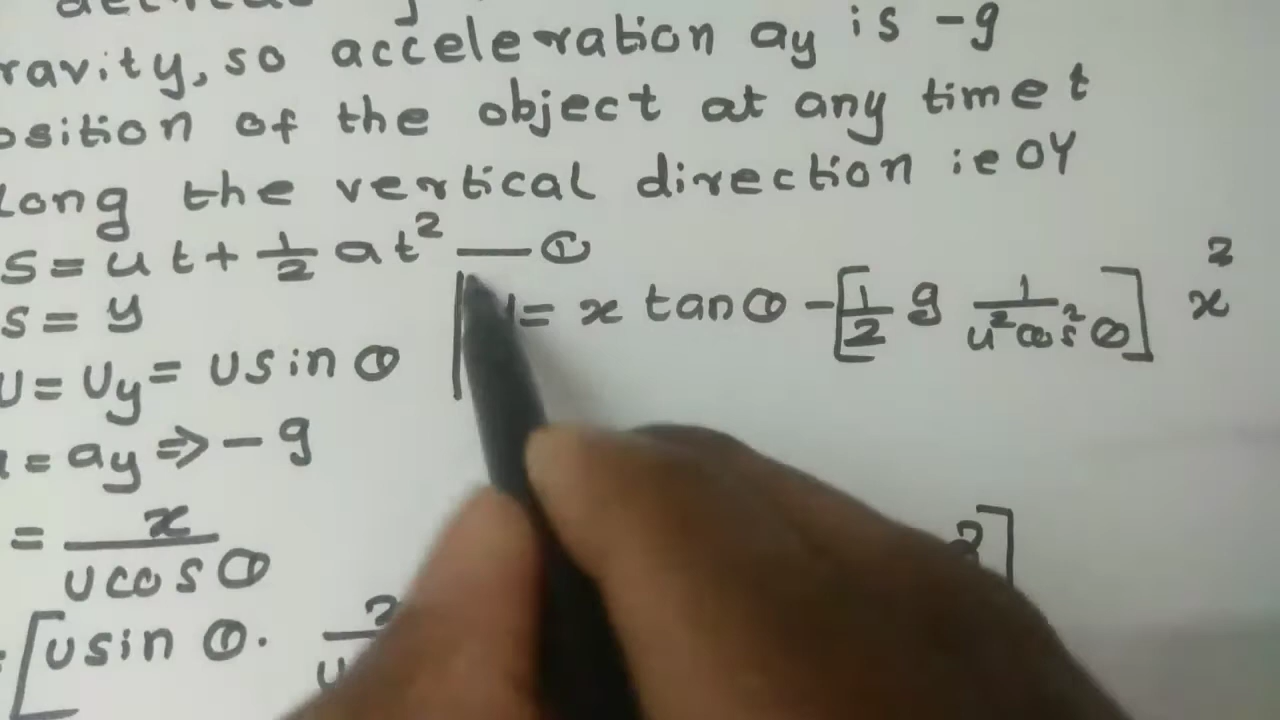 ravity, so acceleration ay is -g
osition of the object at any time t
long the vertical direction ie OY
S = ut + 1/2 at² — ①
S = y
U = Uy = U sin θ
= x tan θ - [1/2 g 1/u² cos² θ] x²
= ay ⇒ -g
= x/U cos θ
[U sin θ .